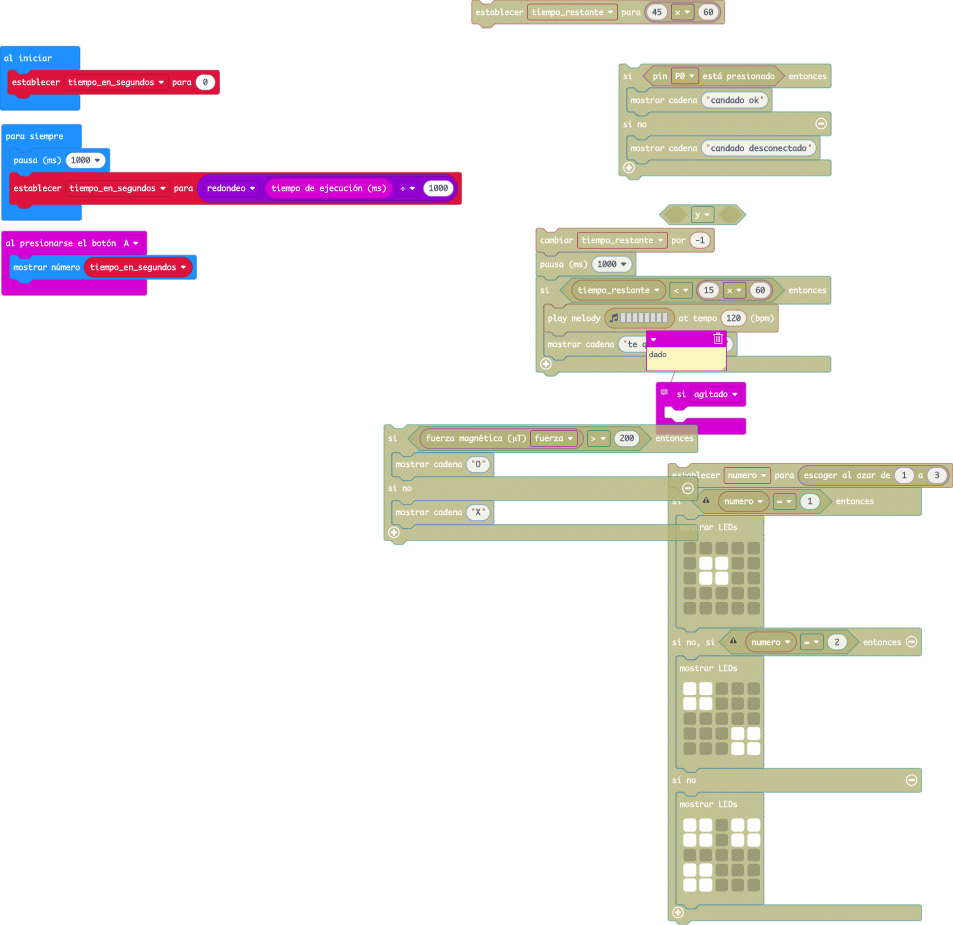 establecer tiempo_restante para 45 × 60
al iniciar
establecer tiempo_en_segundos para 0
para siempre
pausa (ms) 1000
establecer tiempo_en_segundos para redondeo tiempo de ejecución (ms) ÷ 1000
al presionarse el botón A
mostrar número tiempo_en_segundos
si pin P0 está presionado entonces
mostrar cadena "candado ok"
si no
mostrar cadena "candado desconectado"
y
cambiar tiempo_restante por -1
pausa (ms) 1000
si tiempo_restante < 15 × 60 entonces
play melody at tempo 120 (bpm)
mostrar cadena "te
dado
si agitado
si fuerza magnética (µT) fuerza > 200 entonces
mostrar cadena "O"
si no
mostrar cadena "X"
establecer numero para escoger al azar de 1 a 3
si numero = 1 entonces
mostrar LEDs
si no, si numero = 2 entonces
mostrar LEDs
si no
mostrar LEDs